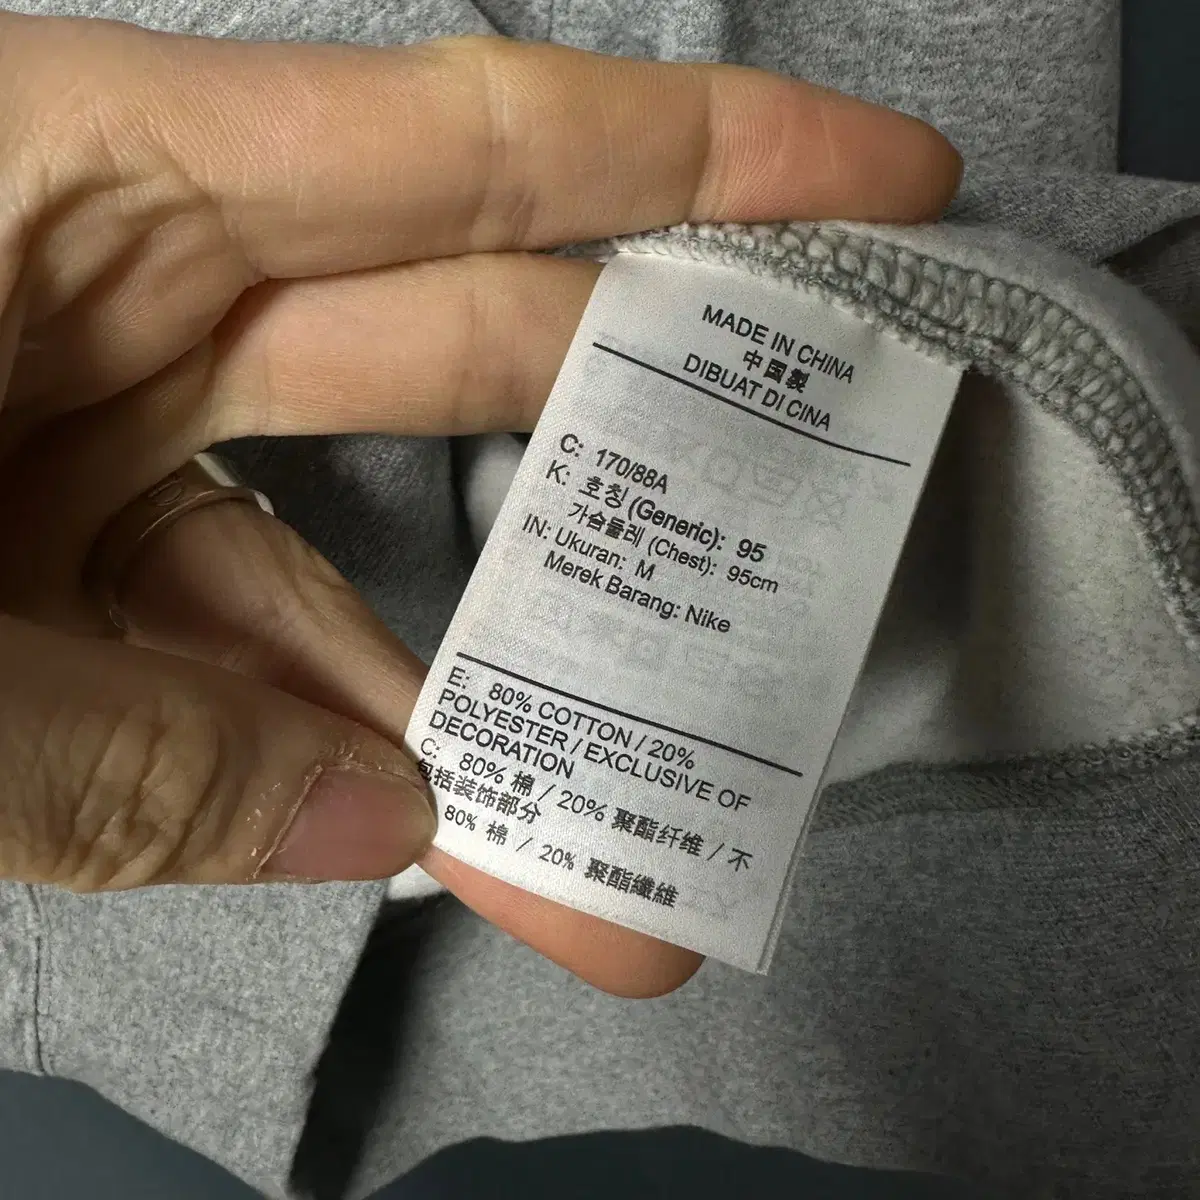 MADE IN CHINA
中国製
DIBUAT DI CINA
C: 170/88A
K: 호칭 (Generic): 95
가슴둘레 (Chest): 95cm
IN: Ukuran: M
Merek Barang: Nike
E: 80% COTTON / 20%
POLYESTER / EXCLUSIVE OF
DECORATION
C: 80% 棉 / 20% 聚酯纤维 / 不
包括装饰部分
80% 棉 / 20% 聚酯纖維